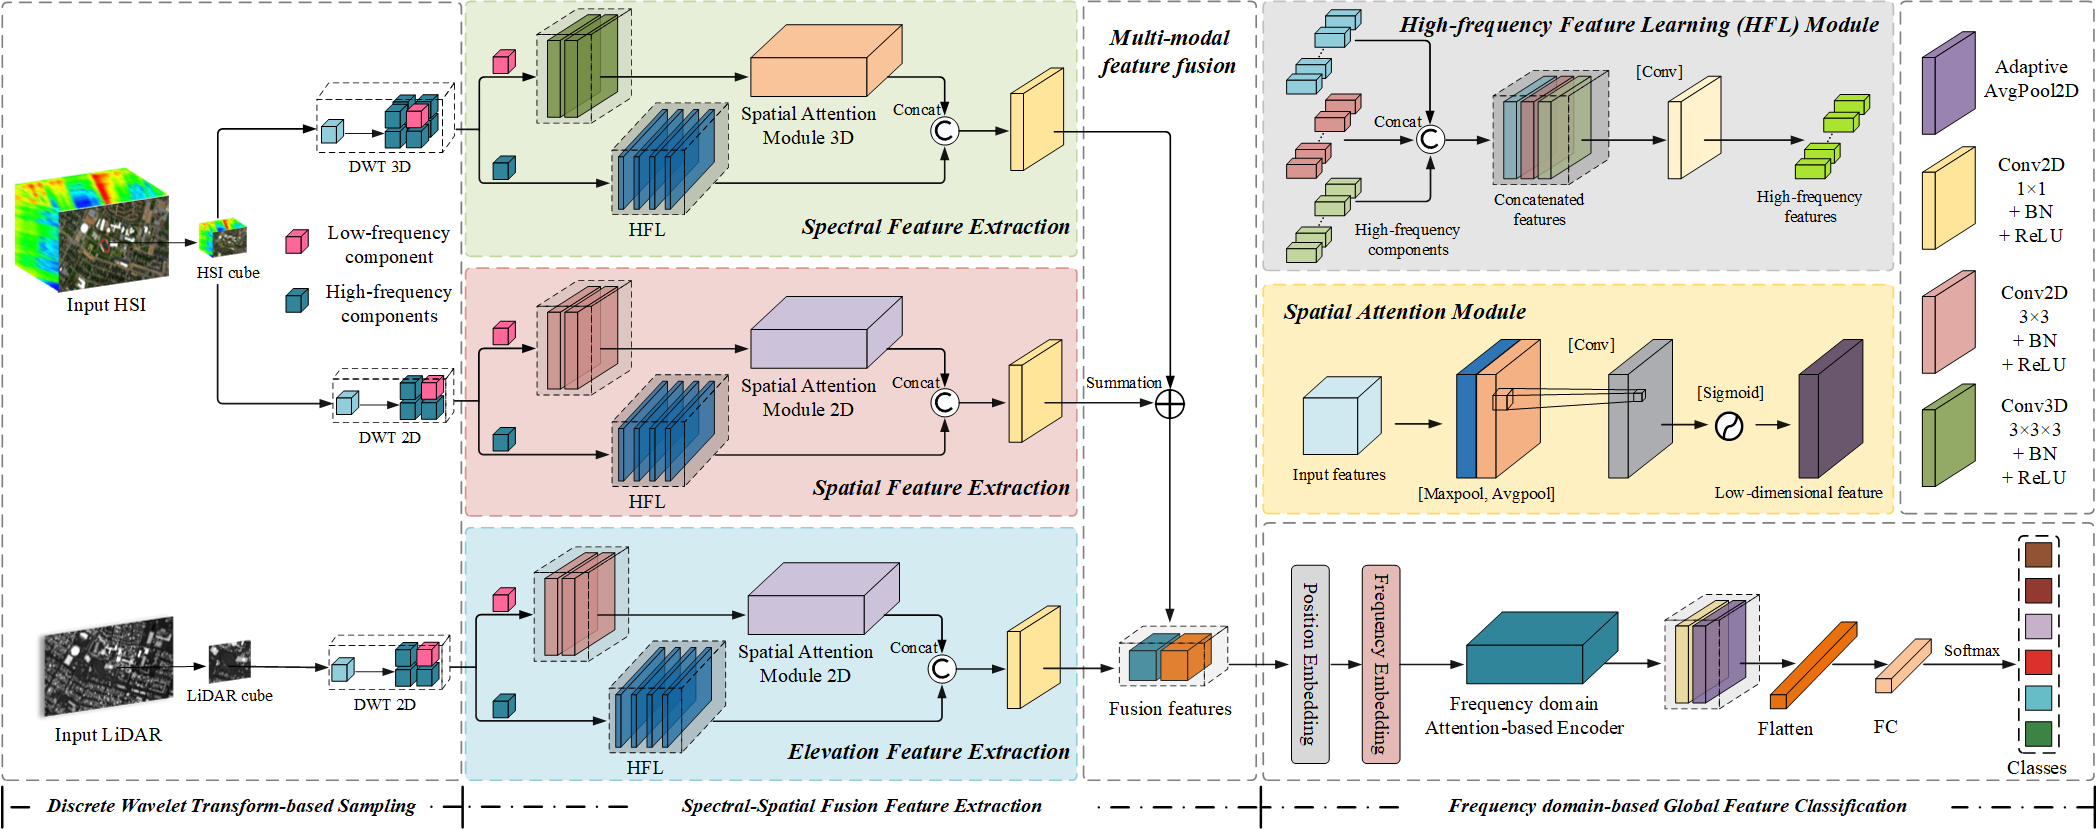 Input HSI
HSI cube
DWT 3D
Low-frequency
component
High-frequency
components
DWT 2D
Input LiDAR
LiDAR cube
DWT 2D
Discrete Wavelet Transform-based Sampling
Spatial Attention
Module 3D
Concat
C
HFL
Spectral Feature Extraction
Spatial Attention
Module 2D
Concat
C
HFL
Spatial Feature Extraction
Spatial Attention
Module 2D
Concat
C
HFL
Elevation Feature Extraction
Multi-modal
feature fusion
Summation
Fusion features
Spectral-Spatial Fusion Feature Extraction
High-frequency Feature Learning (HFL) Module
Concat
C
High-frequency
components
Concatenated
features
[Conv]
High-frequency
features
Spatial Attention Module
Input features
[Maxpool, Avgpool]
[Conv]
[Sigmoid]
Low-dimensional feature
Adaptive
AvgPool2D
Conv2D
1×1
+ BN
+ ReLU
Conv2D
3×3
+ BN
+ ReLU
Conv3D
3×3×3
+ BN
+ ReLU
Position Embedding
Frequency Embedding
Frequency domain
Attention-based Encoder
Flatten
FC
Softmax
Classes
Frequency domain-based Global Feature Classification